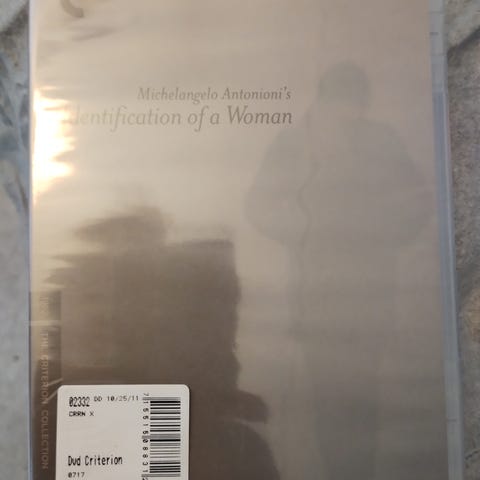 Michelangelo Antonioni's
Identification of a Woman
THE CRITERION COLLECTION
02332 DD 10/25/11
CRRN X
Dvd Criterion
0717